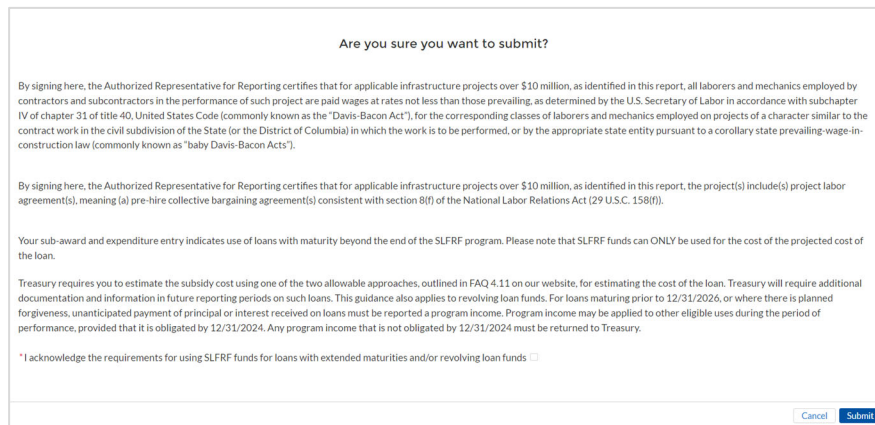 Are you sure you want to submit?
By signing here, the Authorized Representative for Reporting certifies that for applicable infrastructure projects over $10 million, as identified in this report, all laborers and mechanics employed by
contractors and subcontractors in the performance of such project are paid wages at rates not less than those prevailing, as determined by the U.S. Secretary of Labor in accordance with subchapter
IV of chapter 31 of title 40, United States Code (commonly known as the “Davis-Bacon Act”), for the corresponding classes of laborers and mechanics employed on projects of a character similar to the
contract work in the civil subdivision of the State (or the District of Columbia) in which the work is to be performed, or by the appropriate state entity pursuant to a corollary state prevailing-wage-in-
construction law (commonly known as “baby Davis-Bacon Acts”).
By signing here, the Authorized Representative for Reporting certifies that for applicable infrastructure projects over $10 million, as identified in this report, the project(s) include(s) project labor
agreement(s), meaning (a) pre-hire collective bargaining agreement(s) consistent with section 8(f) of the National Labor Relations Act (29 U.S.C. 158(f)).
Your sub-award and expenditure entry indicates use of loans with maturity beyond the end of the SLFRF program. Please note that SLFRF funds can ONLY be used for the cost of the projected cost of
the loan.
Treasury requires you to estimate the subsidy cost using one of the two allowable approaches, outlined in FAQ 4.11 on our website, for estimating the cost of the loan. Treasury will require additional
documentation and information in future reporting periods on such loans. This guidance also applies to revolving loan funds. For loans maturing prior to 12/31/2026, or where there is planned
forgiveness, unanticipated payment of principal or interest received on loans must be reported a program income. Program income may be applied to other eligible uses during the period of
performance, provided that it is obligated by 12/31/2024. Any program income that is not obligated by 12/31/2024 must be returned to Treasury.
*I acknowledge the requirements for using SLFRF funds for loans with extended maturities and/or revolving loan funds
Cancel Submit